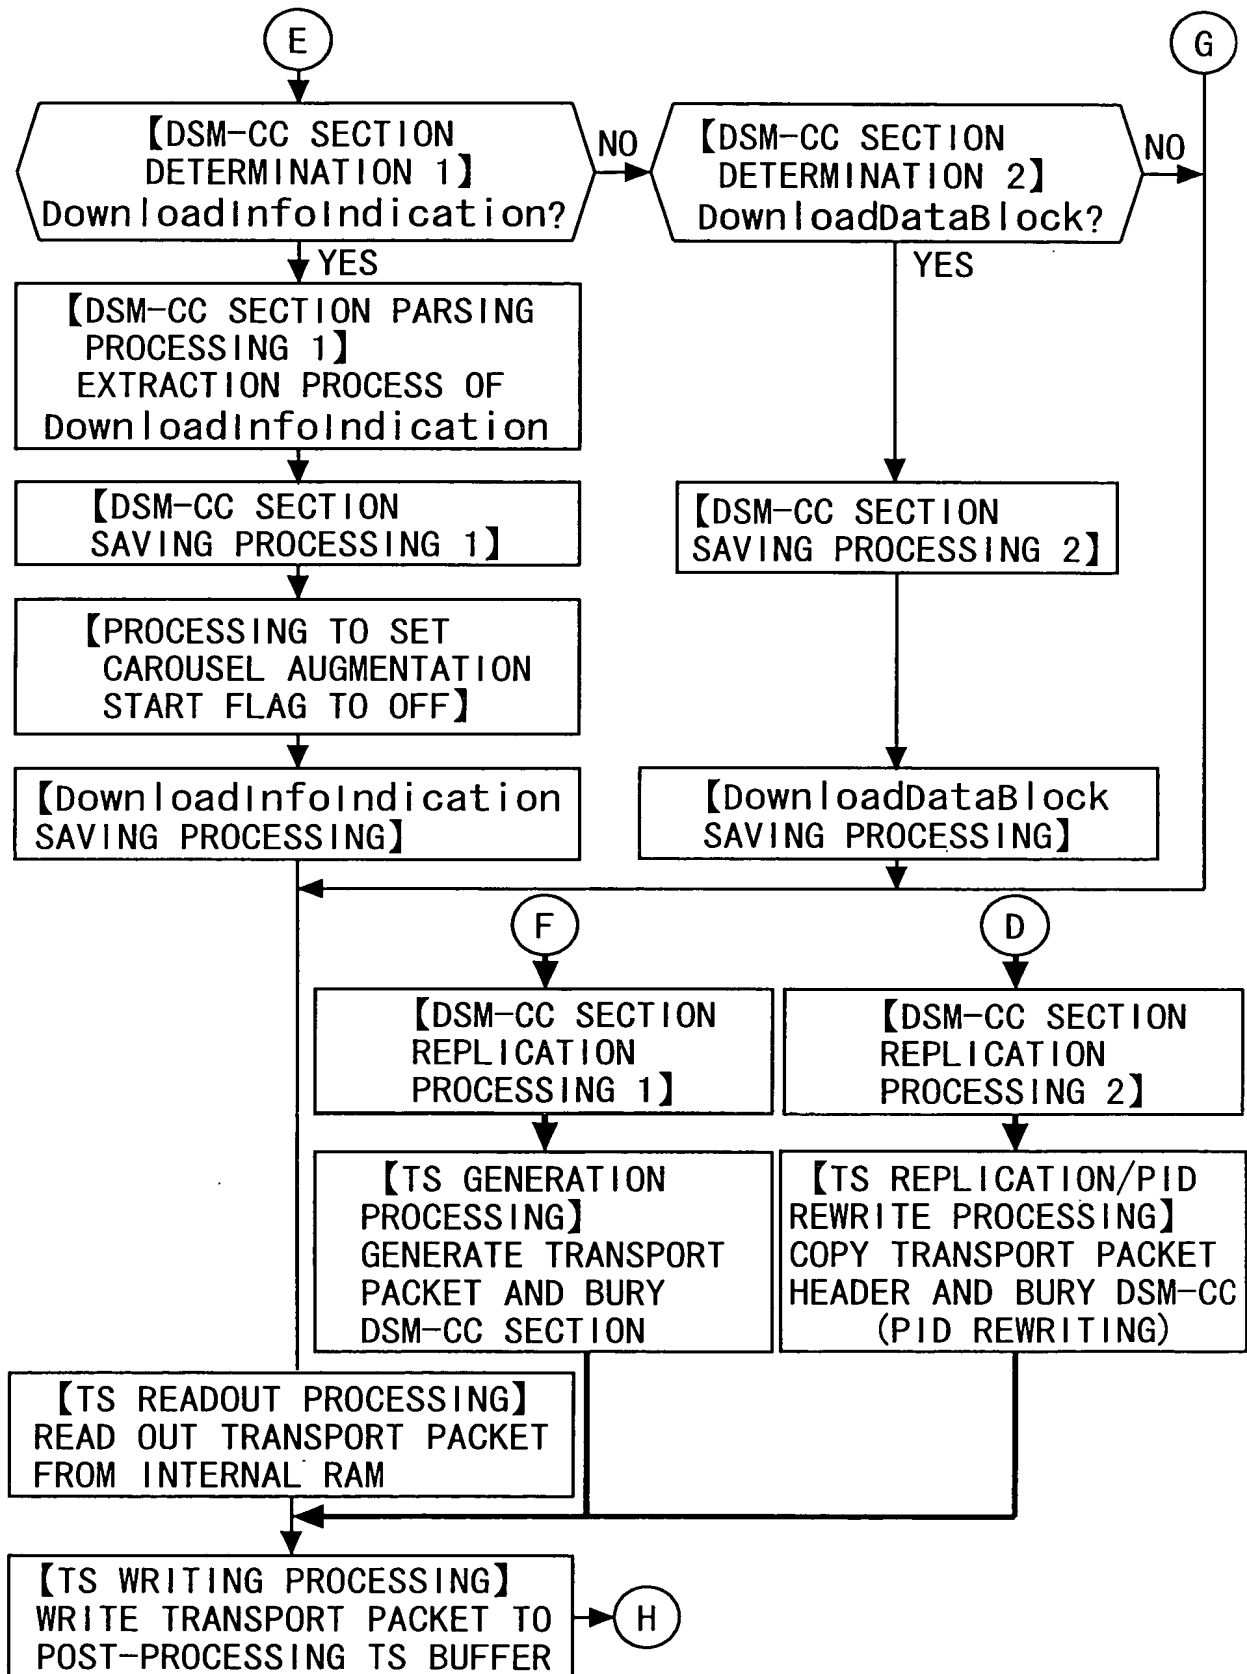 E
G
【DSM-CC SECTION
DETERMINATION 1】
DownloadInfoIndication?
NO
【DSM-CC SECTION
DETERMINATION 2】
DownloadDataBlock?
NO
YES
YES
【DSM-CC SECTION PARSING
PROCESSING 1】
EXTRACTION PROCESS OF
DownloadInfoIndication
【DSM-CC SECTION
SAVING PROCESSING 1】
【DSM-CC SECTION
SAVING PROCESSING 2】
【PROCESSING TO SET
CAROUSEL AUGMENTATION
START FLAG TO OFF】
【DownloadInfoIndication
SAVING PROCESSING】
【DownloadDataBlock
SAVING PROCESSING】
F
D
【DSM-CC SECTION
REPLICATION
PROCESSING 1】
【DSM-CC SECTION
REPLICATION
PROCESSING 2】
【TS GENERATION
PROCESSING】
GENERATE TRANSPORT
PACKET AND BURY
DSM-CC SECTION
【TS REPLICATION/PID
REWRITE PROCESSING】
COPY TRANSPORT PACKET
HEADER AND BURY DSM-CC
(PID REWRITING)
【TS READOUT PROCESSING】
READ OUT TRANSPORT PACKET
FROM INTERNAL RAM
【TS WRITING PROCESSING】
WRITE TRANSPORT PACKET TO
POST-PROCESSING TS BUFFER
H